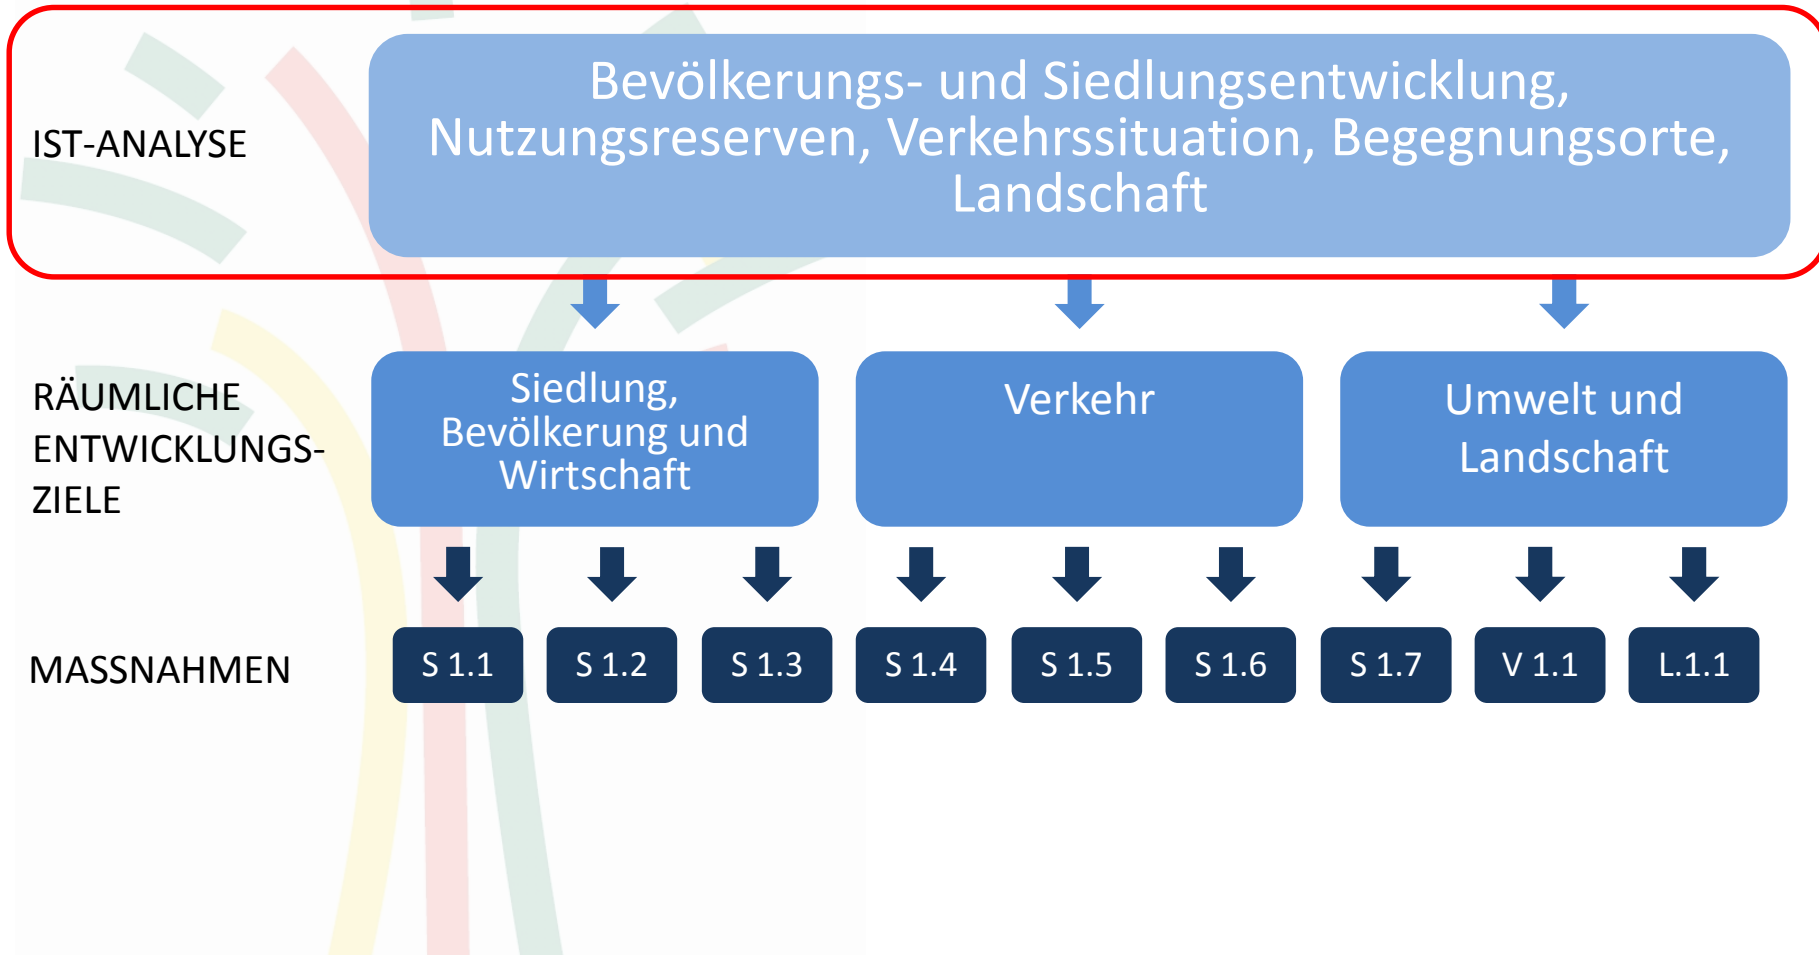 IST-ANALYSE
Bevölkerungs- und Siedlungsentwicklung,
Nutzungsreserven, Verkehrssituation, Begegnungsorte,
Landschaft
RÄUMLICHE
ENTWICKLUNGS-
ZIELE
Siedlung,
Bevölkerung und
Wirtschaft
Verkehr
Umwelt und
Landschaft
MASSNAHMEN
S 1.1
S 1.2
S 1.3
S 1.4
S 1.5
S 1.6
S 1.7
V 1.1
L.1.1